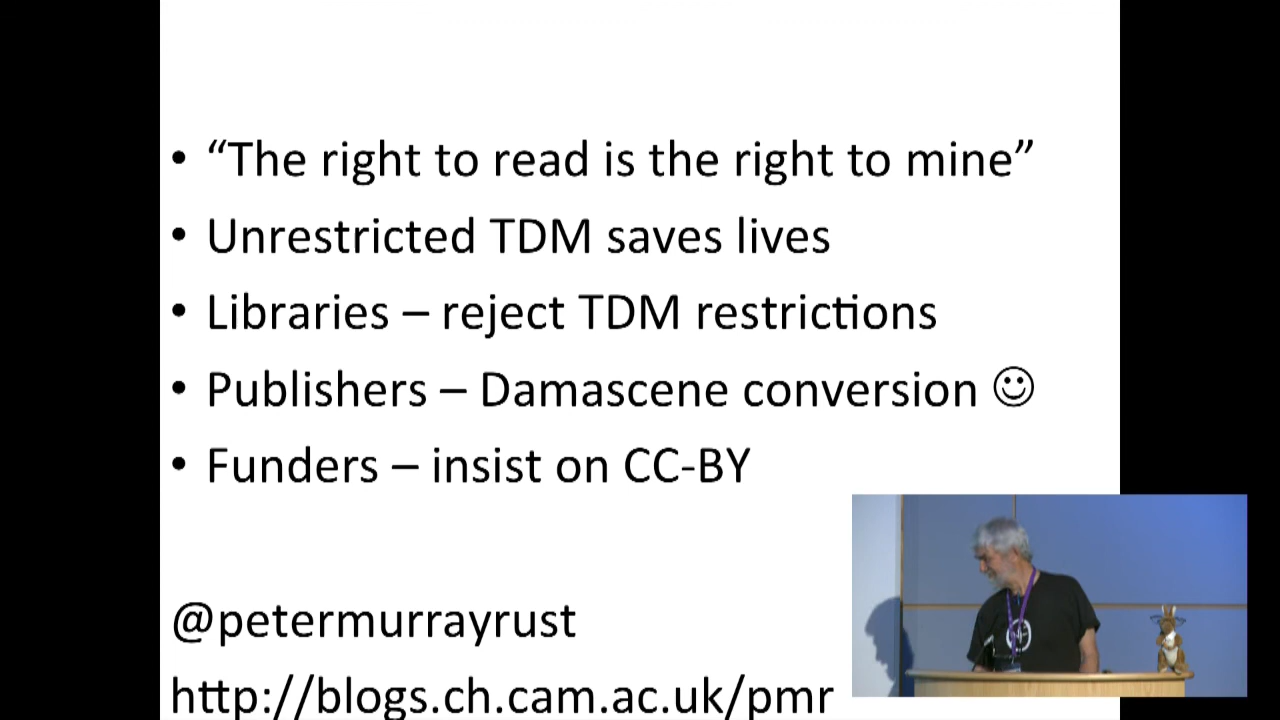 • “The right to read is the right to mine”
• Unrestricted TDM saves lives
• Libraries – reject TDM restrictions
• Publishers – Damascene conversion ☺
• Funders – insist on CC-BY
@petermurrayrust
http://blogs.ch.cam.ac.uk/pmr